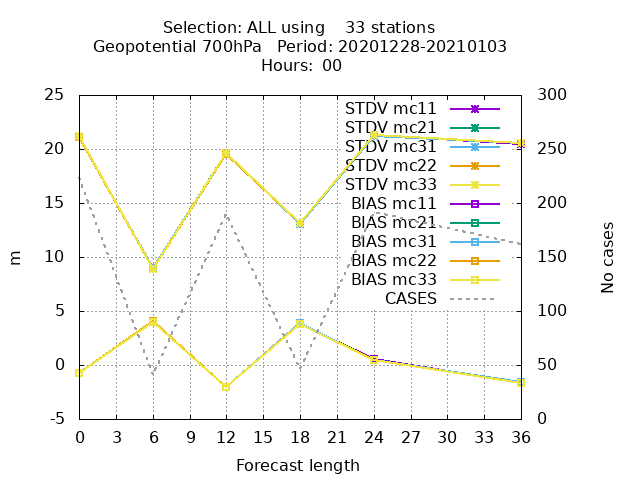 Selection: ALL using    33 stations
Geopotential 700hPa   Period: 20201228-20210103
Hours: 00
25
20
15
10
5
0
-5
300
250
200
150
100
50
0
m
No cases
STDV mc11
STDV mc21
STDV mc31
STDV mc22
STDV mc33
BIAS mc11
BIAS mc21
BIAS mc31
BIAS mc22
BIAS mc33
CASES
0 3 6 9 12 15 18 21 24 27 30 33 36
Forecast length